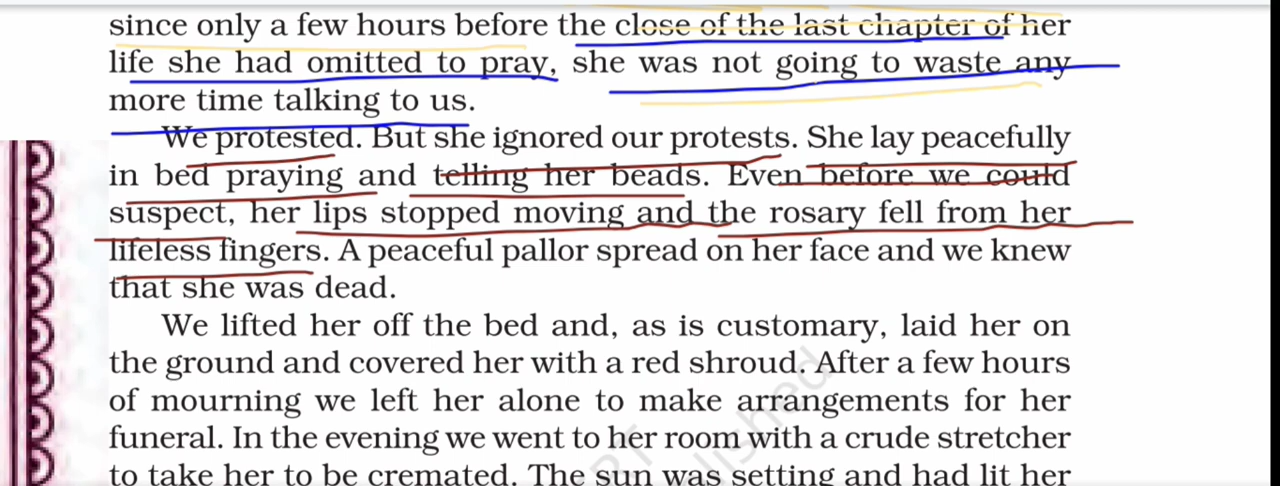 since only a few hours before the close of the last chapter of her
life she had omitted to pray, she was not going to waste any
more time talking to us.
We protested. But she ignored our protests. She lay peacefully
in bed praying and telling her beads. Even before we could
suspect, her lips stopped moving and the rosary fell from her
lifeless fingers. A peaceful pallor spread on her face and we knew
that she was dead.
We lifted her off the bed and, as is customary, laid her on
the ground and covered her with a red shroud. After a few hours
of mourning we left her alone to make arrangements for her
funeral. In the evening we went to her room with a crude stretcher
to take her to be cremated. The sun was setting and had lit her